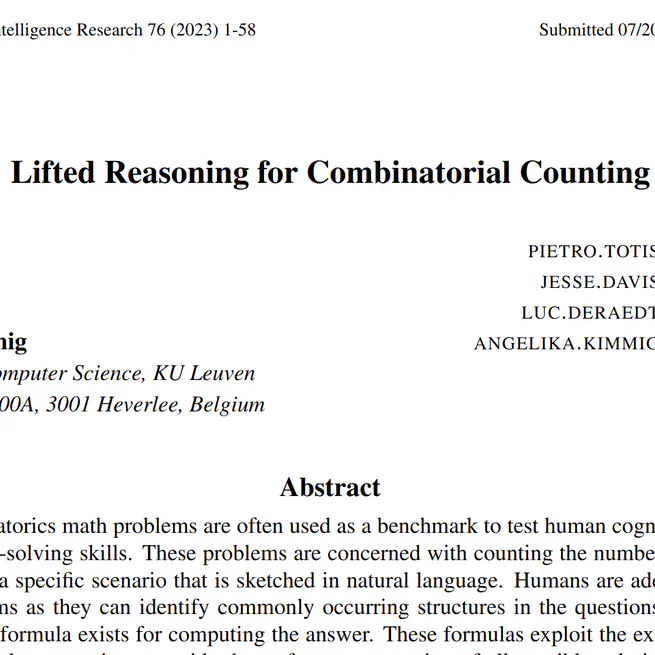 ntelligence Research 76 (2023) 1-58 Submitted 07/20
Lifted Reasoning for Combinatorial Counting
PIETRO.TOTIS
JESSE.DAVIS
LUC.DERAEDT
nig ANGELIKA.KIMMIG
omputer Science, KU Leuven
00A, 3001 Heverlee, Belgium
Abstract
atorics math problems are often used as a benchmark to test human cogn
-solving skills. These problems are concerned with counting the numbe
a specific scenario that is sketched in natural language. Humans are ade
ms as they can identify commonly occurring structures in the questions
formula exists for computing the answer. These formulas exploit the ex